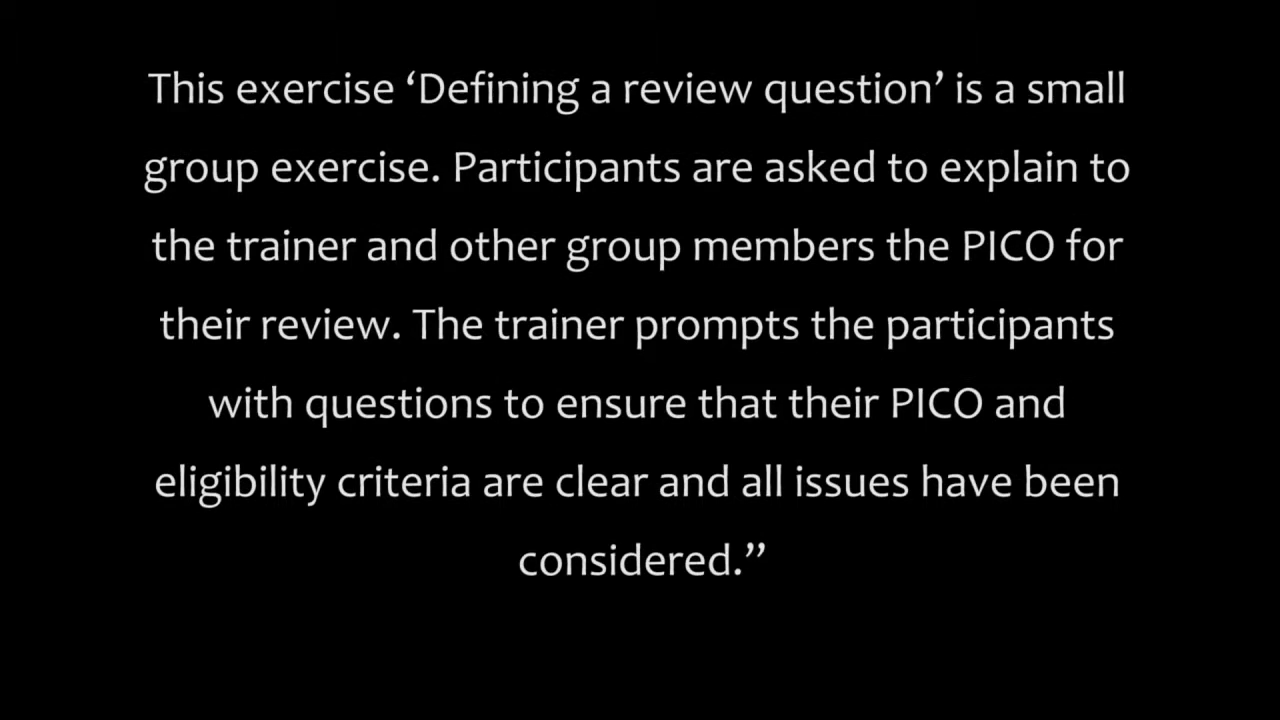 This exercise ‘Defining a review question’ is a small
group exercise. Participants are asked to explain to
the trainer and other group members the PICO for
their review. The trainer prompts the participants
with questions to ensure that their PICO and
eligibility criteria are clear and all issues have been
considered.”